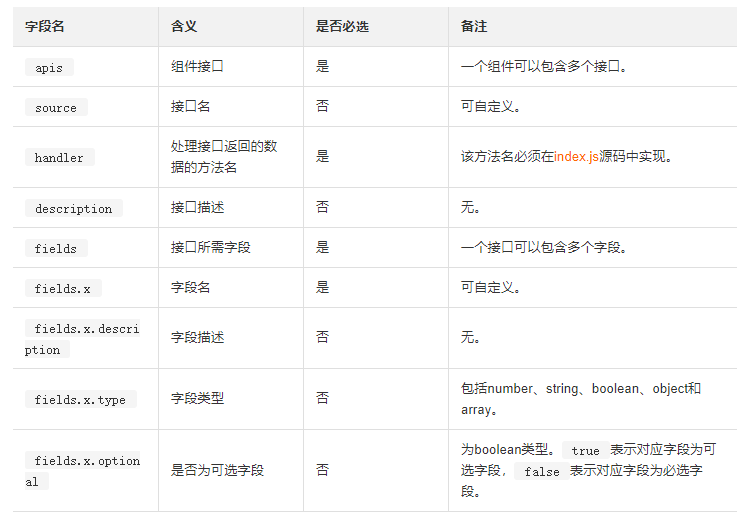 字段名 含义 是否必选 备注
apis 组件接口 是 一个组件可以包含多个接口。
source 接口名 否 可自定义。
handler 处理接口返回的数 是 该方法名必须在index.js源码中实现。
据的方法名
description 接口描述 否 无。
fields 接口所需字段 是 一个接口可以包含多个字段。
fields.x 字段名 是 可自定义。
fields.x.descri 字段描述 否 无。
ption
fields.x.type 字段类型 否 包括number、string、boolean、object和
array。
fields.x.option 是否为可选字段 否 为boolean类型。 true 表示对应字段为可
al 选字段, false 表示对应字段为必选字
段。